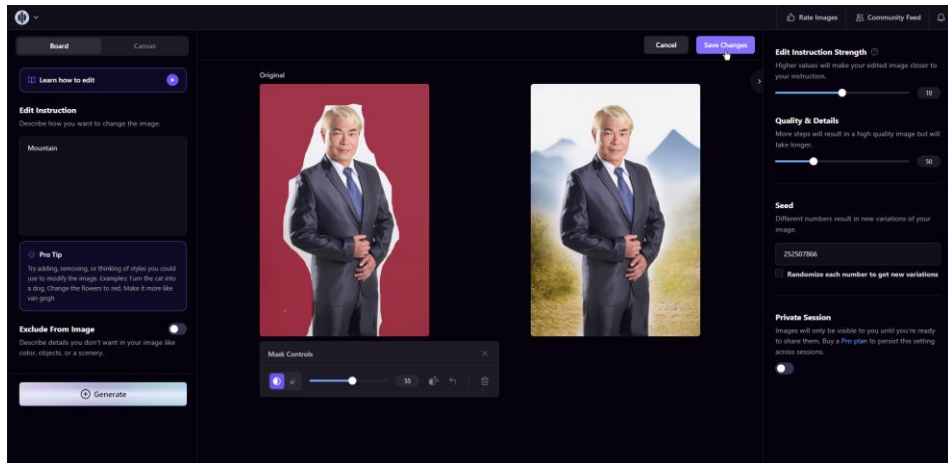 Rate Images
Community Feed
Board
Canvas
Cancel
Save Changes
Learn how to edit
Edit Instruction
Describe how you want to change the image.
Mountain
Pro Tip
Try adding, removing, or thinking of styles you could
use to modify the image. Examples: Turn the cat into
a dog, Change the flowers to red, Make it more like
van gogh
Exclude From Image
Describe details you don't want in your image like
color, objects, or a scenery.
Generate
Original
Mask Controls
55
Edit Instruction Strength
Higher values will make your edited image closer to
your instruction.
10
Quality & Details
More steps will result in a high quality image but will
take longer.
50
Seed
Different numbers result in new variations of your
image.
252507866
Randomize each number to get new variations
Private Session
Images will only be visible to you until you're ready
to share them. Buy a Pro plan to persist this setting
across sessions.